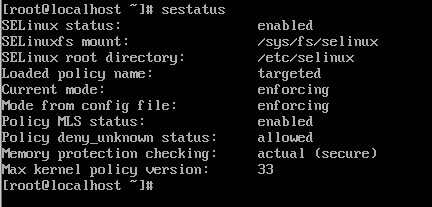 [root@localhost ~]# sestatus
SELinux status:                 enabled
SELinuxfs mount:                /sys/fs/selinux
SELinux root directory:         /etc/selinux
Loaded policy name:             targeted
Current mode:                   enforcing
Mode from config file:          enforcing
Policy MLS status:              enabled
Policy deny_unknown status:     allowed
Memory protection checking:     actual (secure)
Max kernel policy version:      33
[root@localhost ~]#